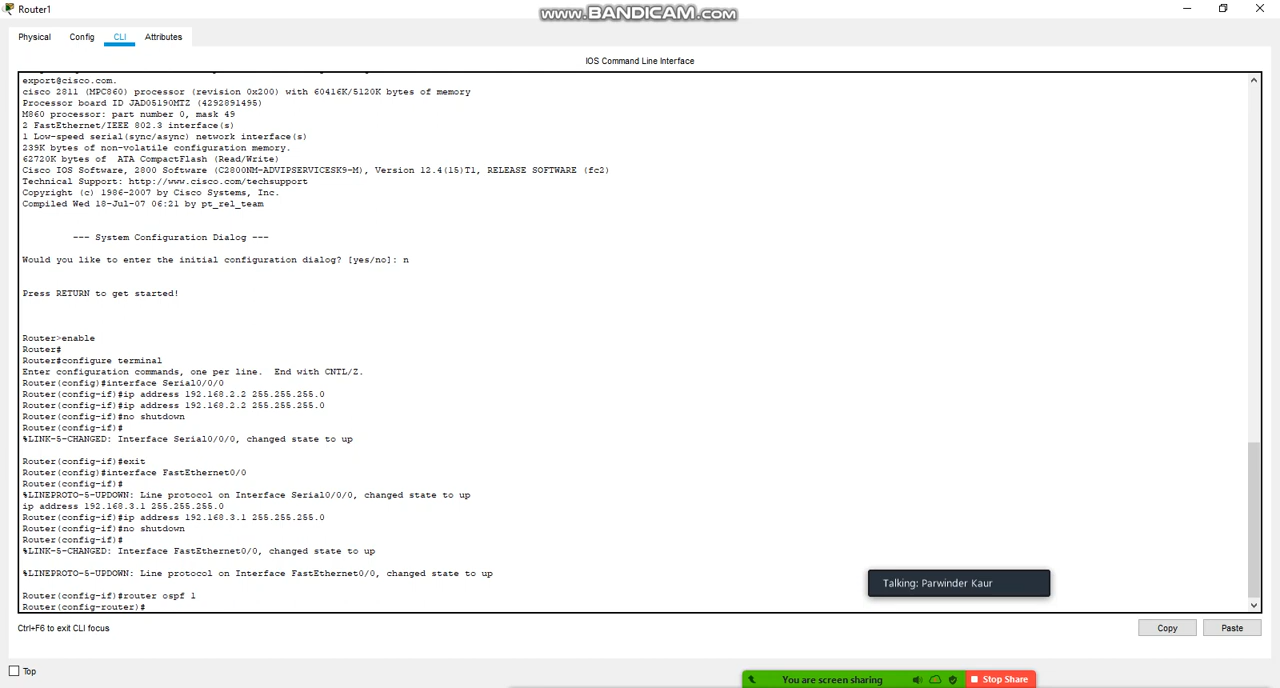 Router1
www.BANDICAM.com
Physical Config CLI Attributes
IOS Command Line Interface
export@cisco.com.
cisco 2811 (MPC860) processor (revision 0x200) with 60416K/5120K bytes of memory
Processor board ID JAD05190MTZ (4292891495)
M860 processor: part number 0, mask 49
2 FastEthernet/IEEE 802.3 interface(s)
1 Low-speed serial(sync/async) network interface(s)
239K bytes of non-volatile configuration memory.
62720K bytes of ATA CompactFlash (Read/Write)
Cisco IOS Software, 2800 Software (C2800NM-ADVIPSERVICESK9-M), Version 12.4(15)T1, RELEASE SOFTWARE (fc2)
Technical Support: http://www.cisco.com/techsupport
Copyright (c) 1986-2007 by Cisco Systems, Inc.
Compiled Wed 18-Jul-07 06:21 by pt_rel_team
--- System Configuration Dialog ---
Would you like to enter the initial configuration dialog? [yes/no]: n
Press RETURN to get started!
Router>enable
Router#
Router#configure terminal
Enter configuration commands, one per line. End with CNTL/Z.
Router(config)#interface Serial0/0/0
Router(config-if)#ip address 192.168.2.2 255.255.255.0
Router(config-if)#ip address 192.168.2.2 255.255.255.0
Router(config-if)#no shutdown
Router(config-if)#
%LINK-5-CHANGED: Interface Serial0/0/0, changed state to up
Router(config-if)#exit
Router(config)#interface FastEthernet0/0
Router(config-if)#
%LINEPROTO-5-UPDOWN: Line protocol on Interface Serial0/0/0, changed state to up
ip address 192.168.3.1 255.255.255.0
Router(config-if)#ip address 192.168.3.1 255.255.255.0
Router(config-if)#no shutdown
Router(config-if)#
%LINK-5-CHANGED: Interface FastEthernet0/0, changed state to up
%LINEPROTO-5-UPDOWN: Line protocol on Interface FastEthernet0/0, changed state to up
Router(config-if)#router ospf 1
Router(config-router)#
Talking: Parwinder Kaur
Ctrl+F6 to exit CLI focus
Copy Paste
Top
You are screen sharing Stop Share